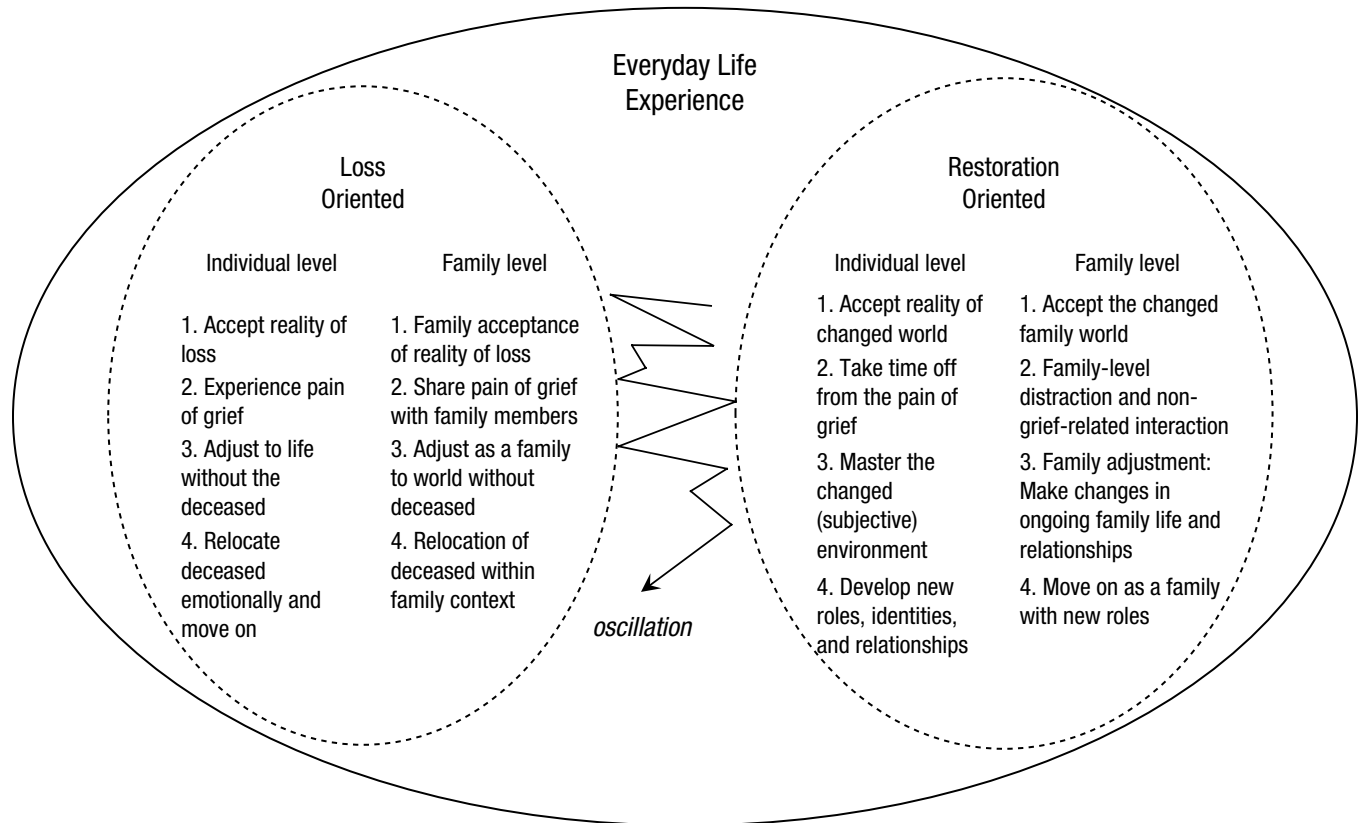 Everyday Life
Experience
Loss
Oriented
Individual level
1. Accept reality of
loss
2. Experience pain
of grief
3. Adjust to life
without the
deceased
4. Relocate
deceased
emotionally and
move on
Family level
1. Family acceptance
of reality of loss
2. Share pain of grief
with family members
3. Adjust as a family
to world without
deceased
4. Relocation of
deceased within
family context
oscillation
Restoration
Oriented
Individual level
1. Accept reality of
changed world
2. Take time off
from the pain of
grief
3. Master the
changed
(subjective)
environment
4. Develop new
roles, identities,
and relationships
Family level
1. Accept the changed
family world
2. Family-level
distraction and non-
grief-related interaction
3. Family adjustment:
Make changes in
ongoing family life and
relationships
4. Move on as a family
with new roles